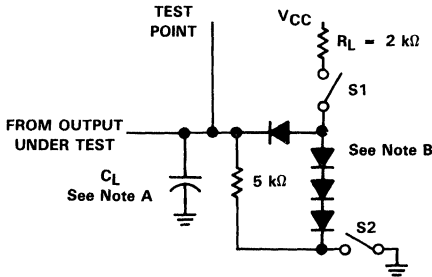 TEST
POINT
VCC
RL = 2 kΩ
S1
FROM OUTPUT
UNDER TEST
See Note B
CL
See Note A
5 kΩ
S2